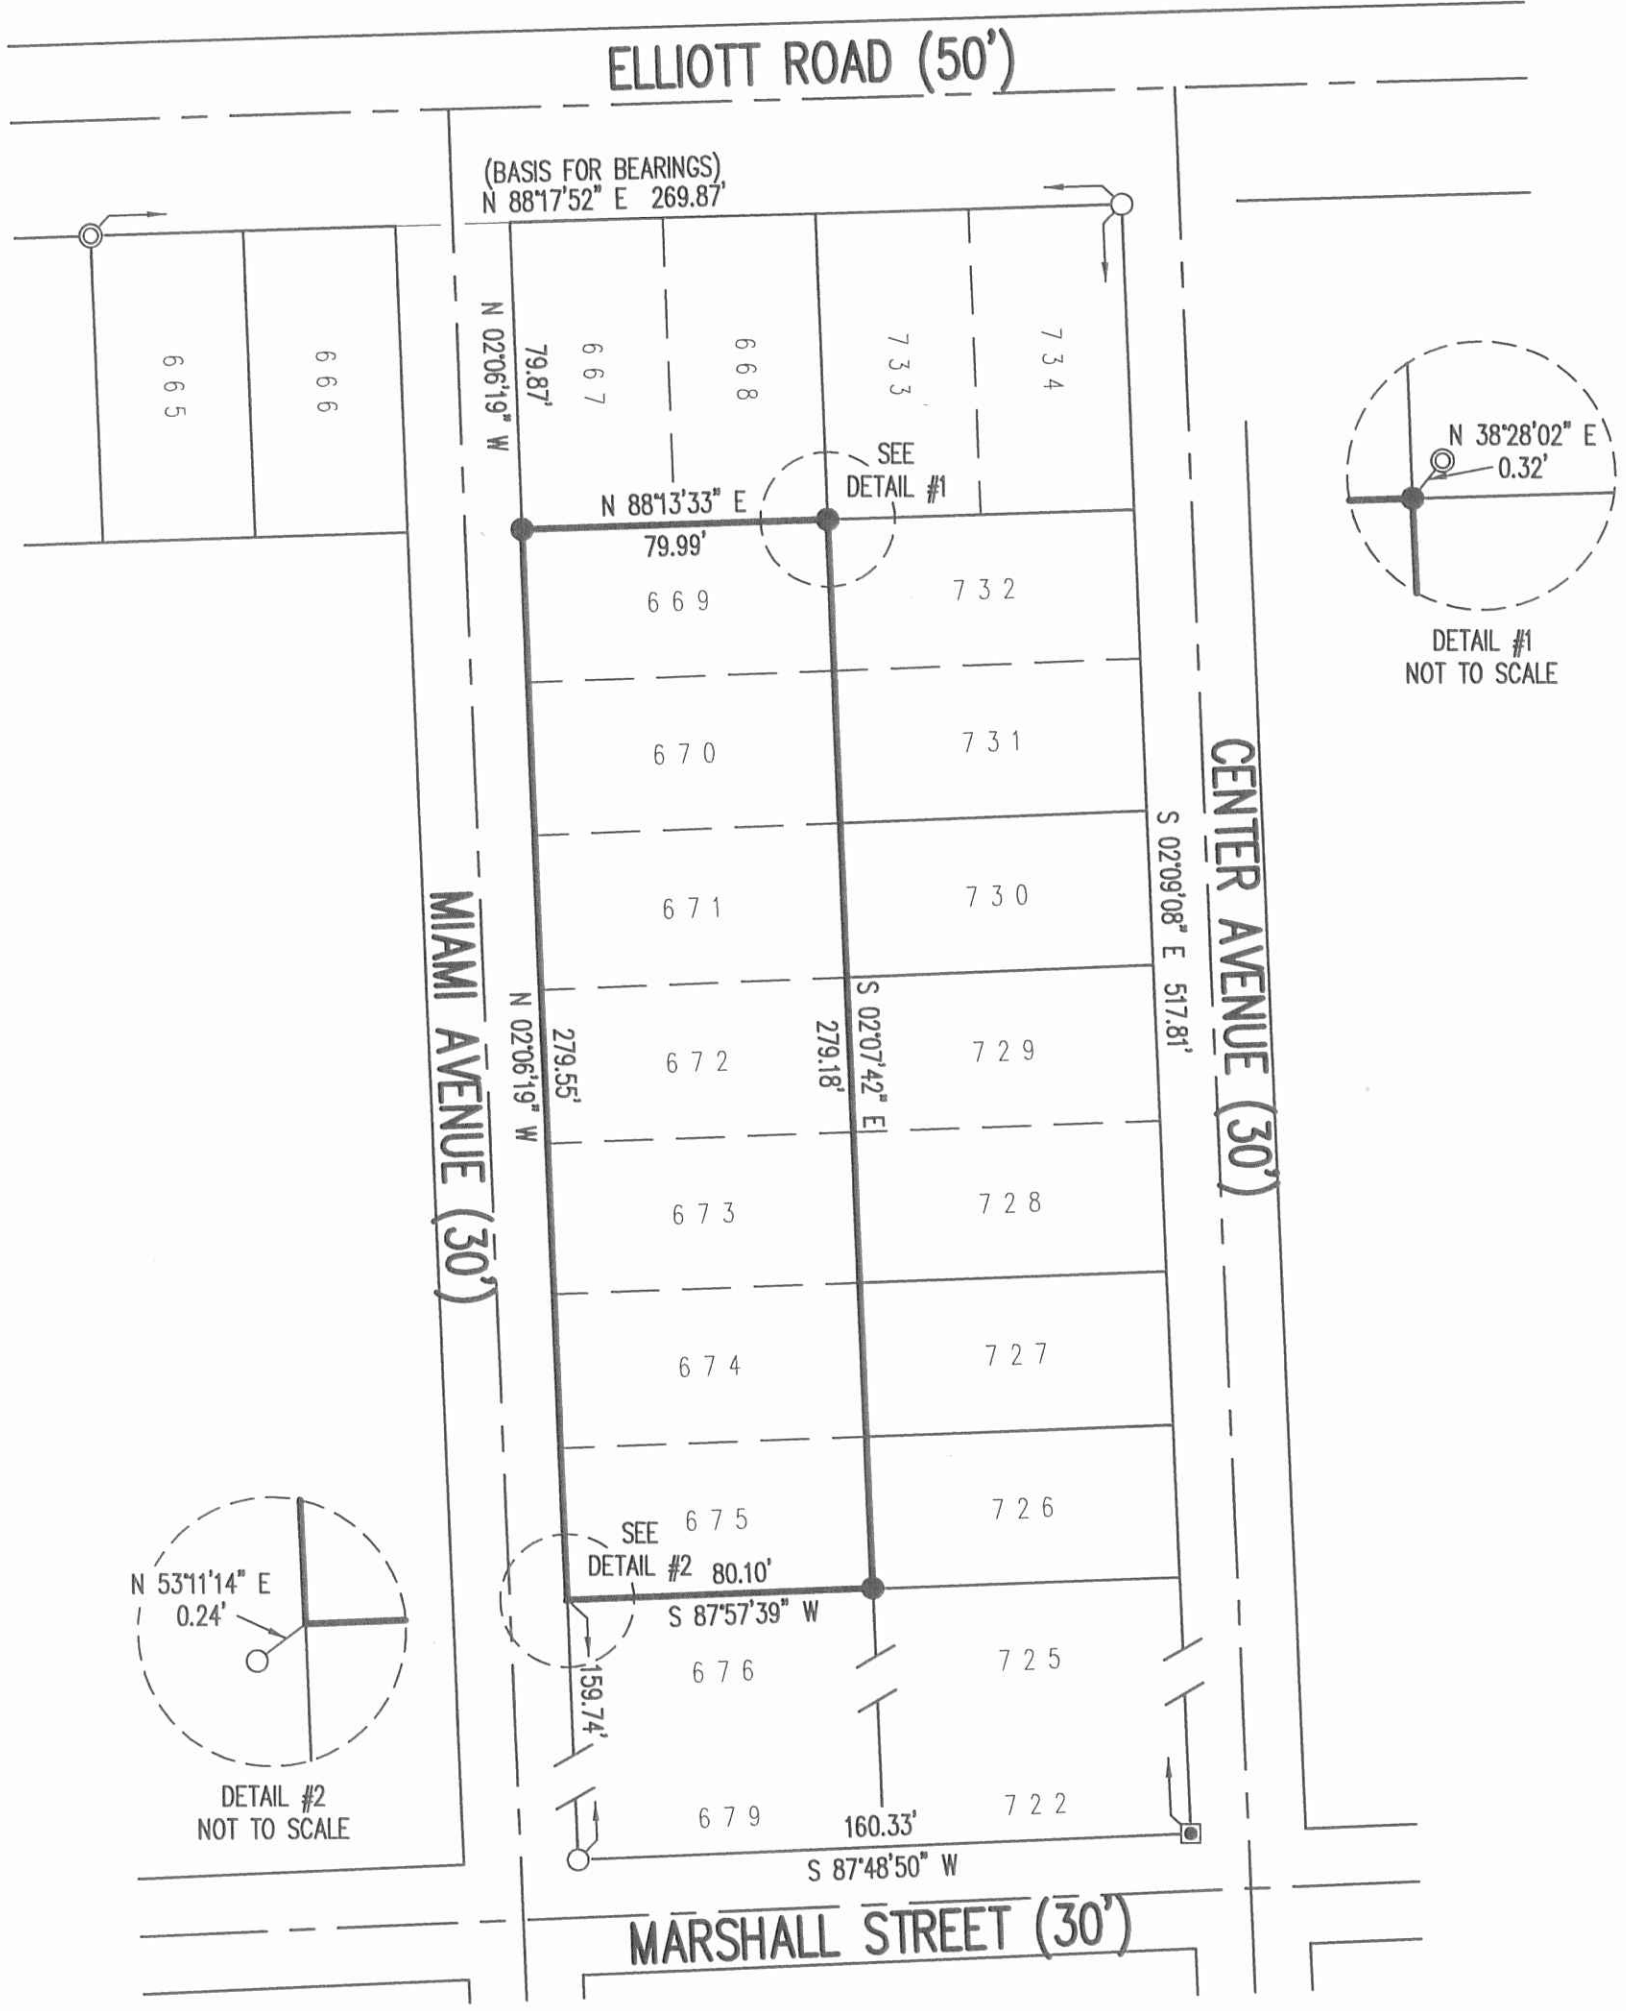 ELLIOTT ROAD (50')
(BASIS FOR BEARINGS)
N 88°17'52" E 269.87'
665
666
N 02°06'19" W
79.87'
667
668
733
734
SEE
DETAIL #1
N 88°13'33" E
79.99'
N 38°28'02" E
0.32'
DETAIL #1
NOT TO SCALE
669
732
670
731
671
730
672
729
673
728
674
727
675
726
MIAMI AVENUE (30')
N 02°06'19" W
279.55'
279.18'
S 02°07'42" E
S 02°09'08" E 517.81'
CENTER AVENUE (30')
SEE
DETAIL #2
80.10'
S 87°57'39" W
N 53°11'14" E
0.24'
DETAIL #2
NOT TO SCALE
159.74'
676
725
679
722
160.33'
S 87°48'50" W
MARSHALL STREET (30')